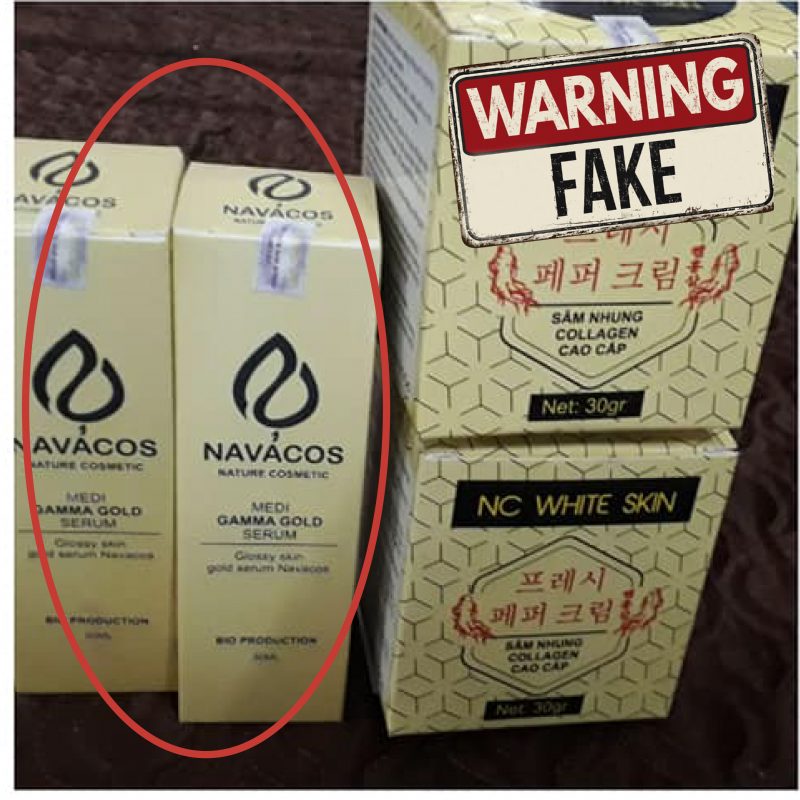 NAVACOS
NATURE COSMETIC
MEDI
GAMMA GOLD
SERUM
Glossy skin
gold serum Navacos
BIO PRODUCTION
NAVACOS
NAVACOS
NATURE COSMETIC
MEDI
GAMMA GOLD
SERUM
Glossy skin
gold serum Navacos
BIO PRODUCTION
WARNING
FAKE
프레시
페퍼 크림
SÂM NHUNG
COLLAGEN
CAO CẤP
Net: 30gr
NC WHITE SKIN
프레시
페퍼 크림
SÂM NHUNG
COLLAGEN
CAO CẤP
Net: 30gr